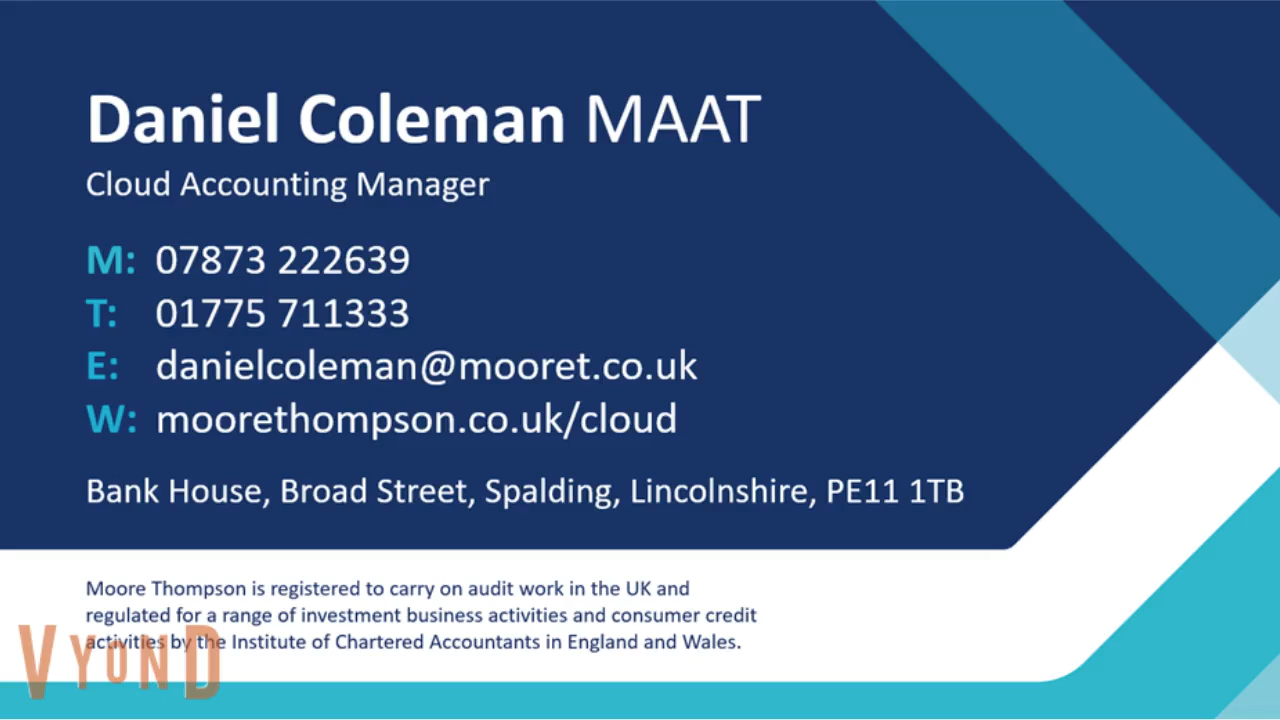 Daniel Coleman MAAT
Cloud Accounting Manager
M: 07873 222639
T: 01775 711333
E: danielcoleman@mooret.co.uk
W: moorethompson.co.uk/cloud
Bank House, Broad Street, Spalding, Lincolnshire, PE11 1TB
Moore Thompson is registered to carry on audit work in the UK and
regulated for a range of investment business activities and consumer credit
activities by the Institute of Chartered Accountants in England and Wales.
VYOND